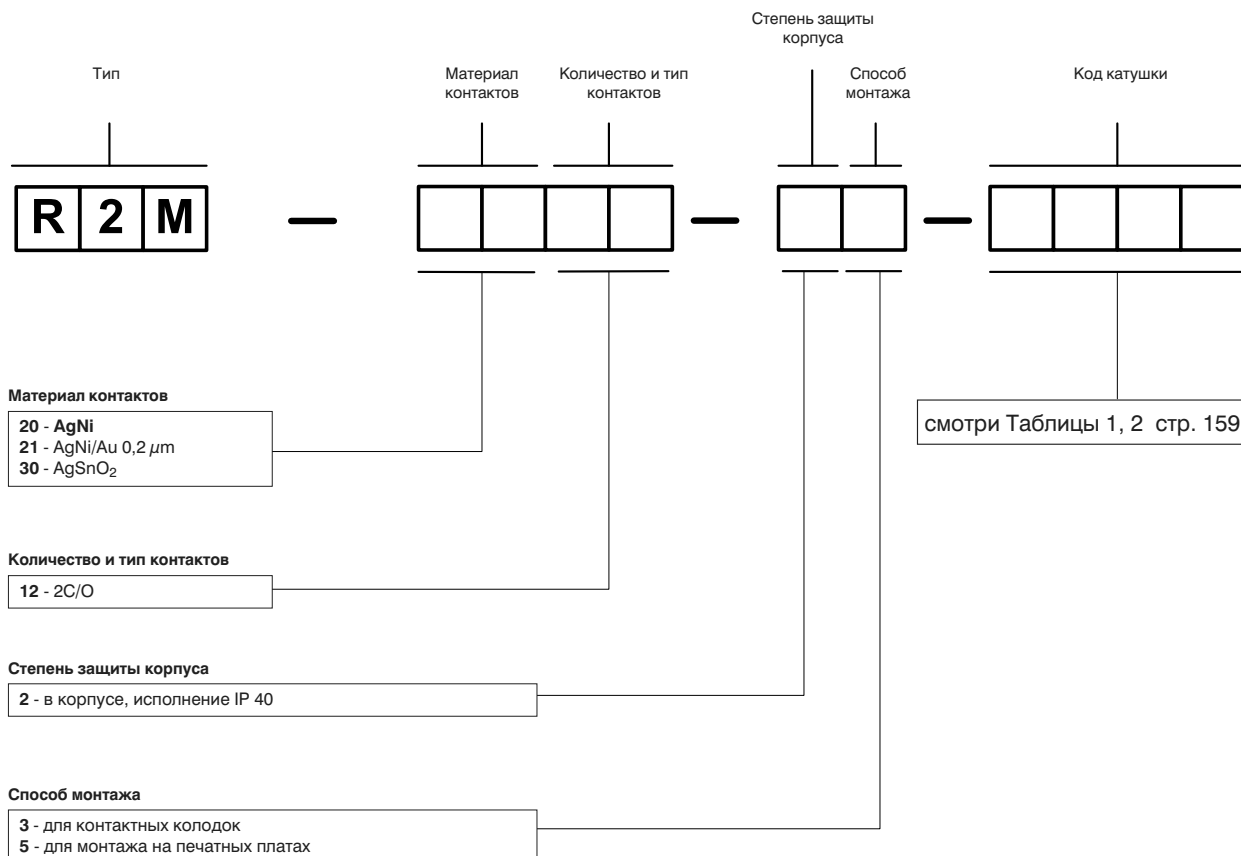 Степень защиты
корпуса
Тип
Материал
контактов
Количество и тип
контактов
Способ
монтажа
Код катушки
R 2 M — — —
Материал контактов
20 - AgNi
21 - AgNi/Au 0,2 µm
30 - AgSnO₂
смотри Таблицы 1, 2 стр. 159
Количество и тип контактов
12 - 2C/O
Степень защиты корпуса
2 - в корпусе, исполнение IP 40
Способ монтажа
3 - для контактных колодок
5 - для монтажа на печатных платах